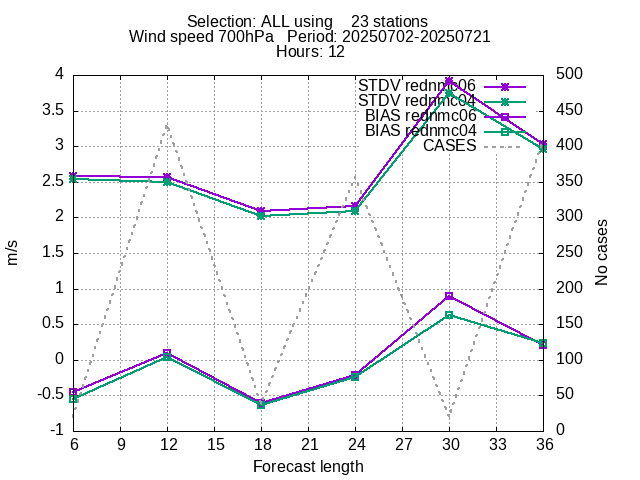 Selection: ALL using    23 stations
Wind speed 700hPa   Period: 20250702-20250721
Hours: 12
STDV rednmc06
STDV rednmc04
BIAS rednmc06
BIAS rednmc04
CASES
4
3.5
3
2.5
2
1.5
1
0.5
0
-0.5
-1
500
450
400
350
300
250
200
150
100
50
0
6 9 12 15 18 21 24 27 30 33 36
m/s
No cases
Forecast length